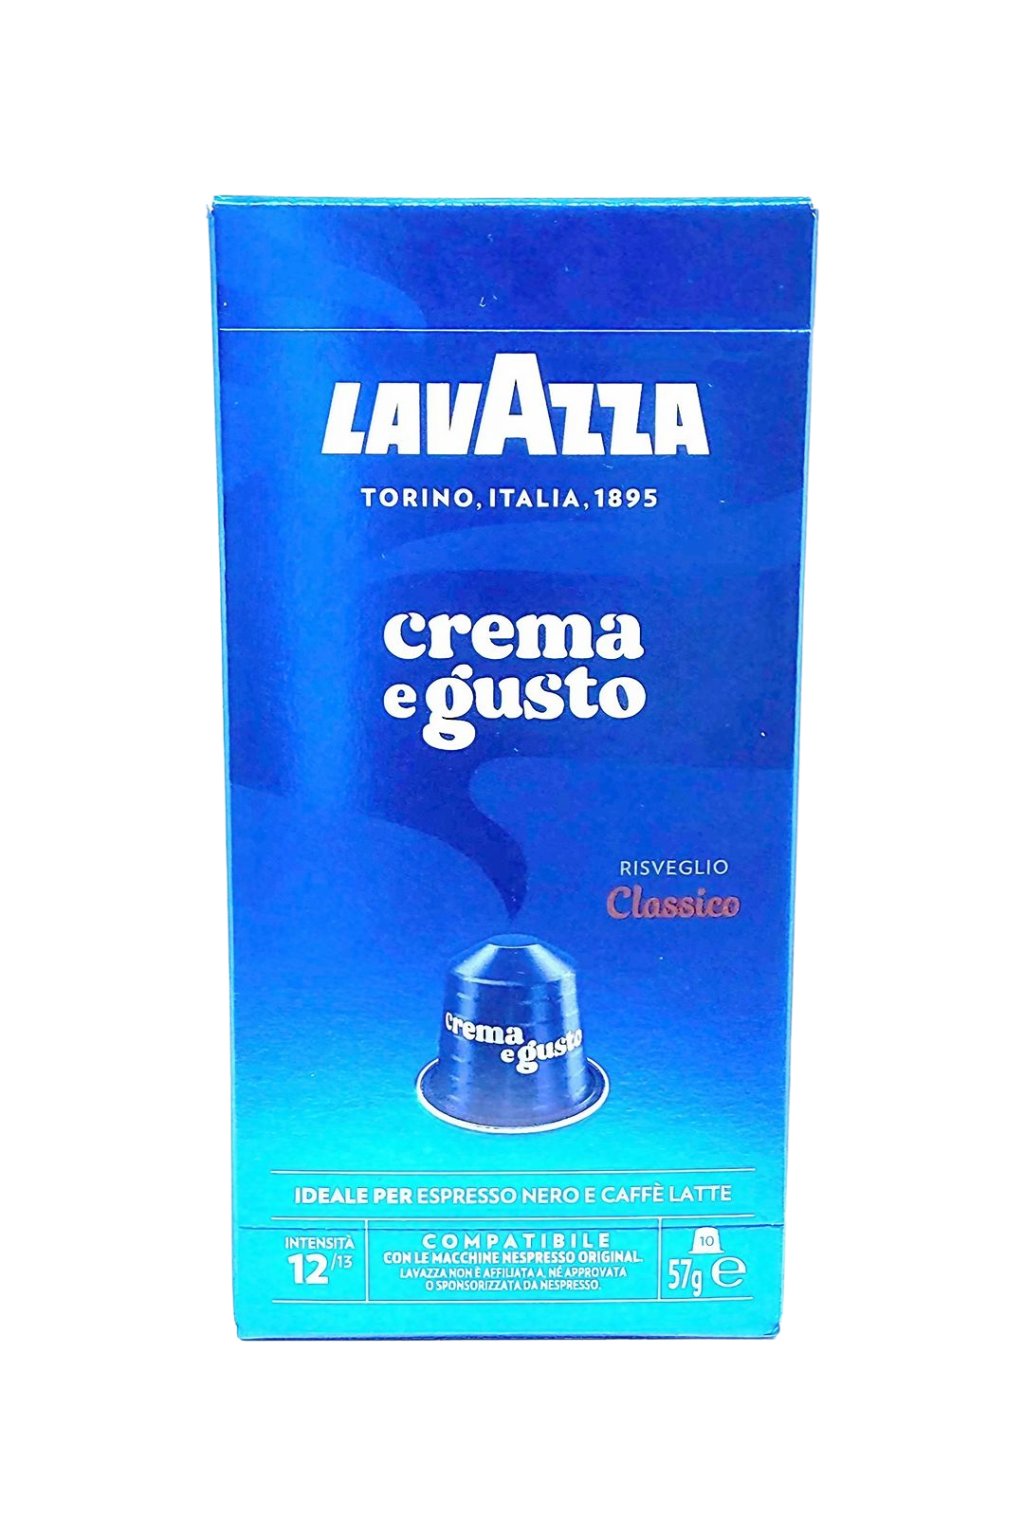 LAVAZZA
TORINO, ITALIA, 1895
crema
e gusto
RISVEGLIO
Classico
crema
e gusto
IDEALE PER ESPRESSO NERO E CAFFÈ LATTE
INTENSITÀ
12/13
COMPATIBILE
CON LE MACCHINE NESPRESSO ORIGINAL.
LAVAZZA NON È AFFILIATA A, NÉ APPROVATA
O SPONSORIZZATA DA NESPRESSO.
10
57g ℮